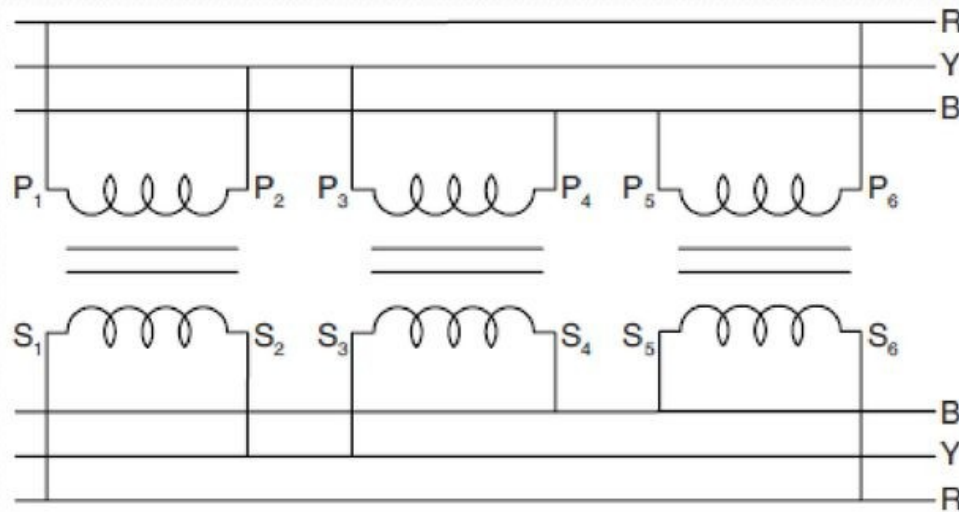 R
Y
B
P₁ P₂ P₃ P₄ P₅ P₆
S₁ S₂ S₃ S₄ S₅ S₆
B
Y
R